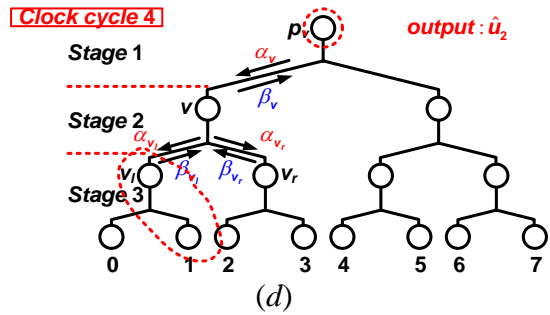 Clock cycle 4
p_v
output : û_2
Stage 1
α_v
β_v
Stage 2
v
α_{v_l}
α_{v_r}
v_l
β_{v_l}
β_{v_r}
v_r
Stage 3
0 1 2 3 4 5 6 7
(d)